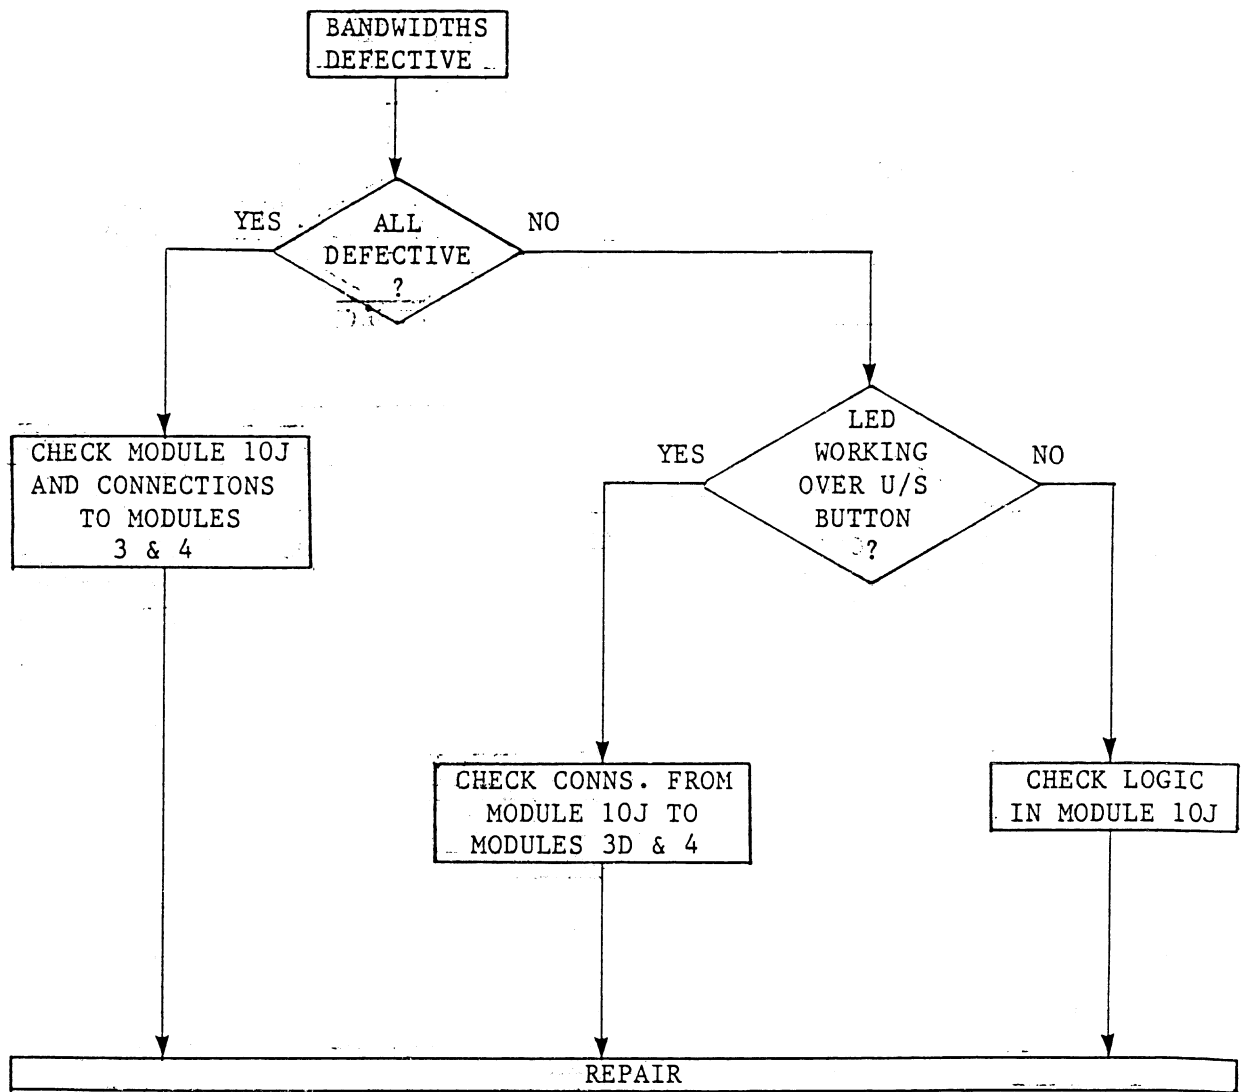 BANDWIDTHS
DEFECTIVE
YES
ALL
DEFECTIVE
?
NO
CHECK MODULE 10J
AND CONNECTIONS
TO MODULES
3 & 4
YES
LED
WORKING
OVER U/S
BUTTON
?
NO
CHECK CONNS. FROM
MODULE 10J TO
MODULES 3D & 4
CHECK LOGIC
IN MODULE 10J
REPAIR